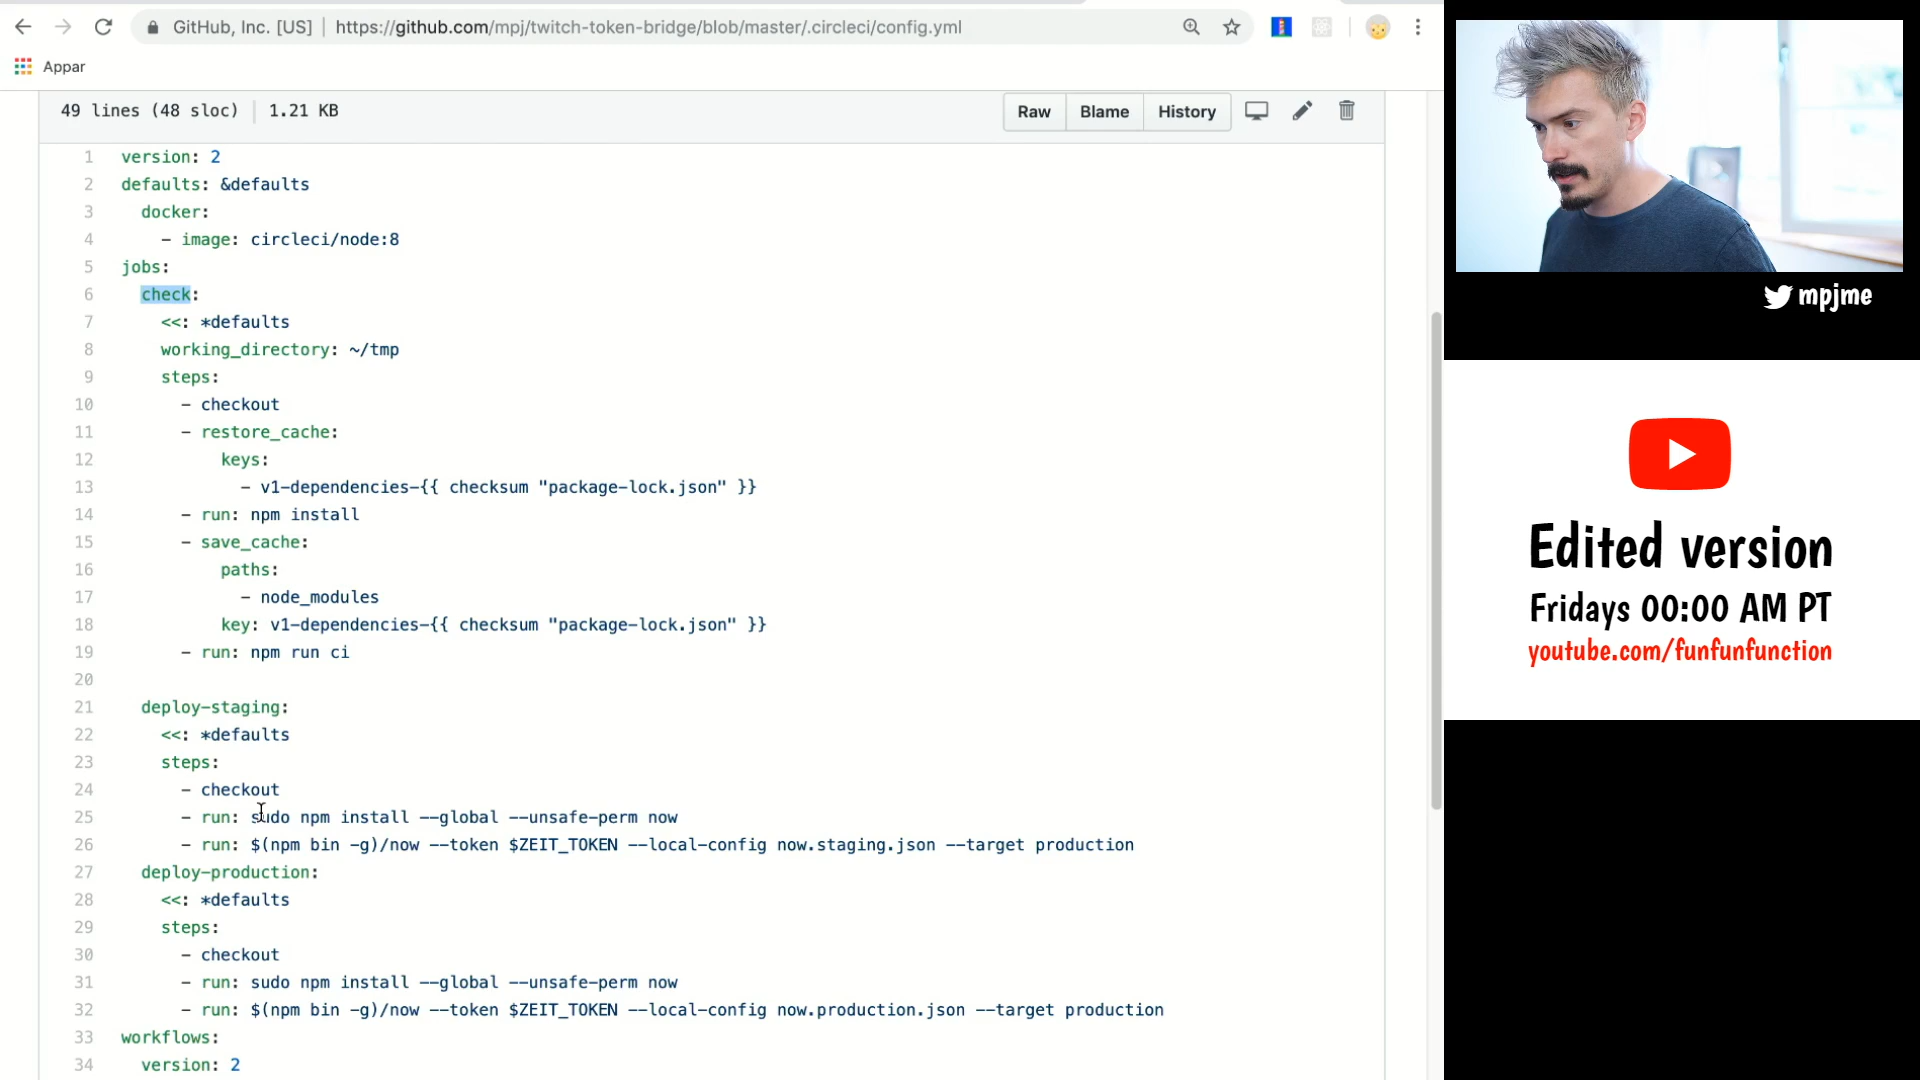 GitHub, Inc. [US] | https://github.com/mpj/twitch-token-bridge/blob/master/.circleci/config.yml
Appar
49 lines (48 sloc) | 1.21 KB
Raw Blame History
1 version: 2
2 defaults: &defaults
3 docker:
4 - image: circleci/node:8
5 jobs:
6 check:
7 <<: *defaults
8 working_directory: ~/tmp
9 steps:
10 - checkout
11 - restore_cache:
12 keys:
13 - v1-dependencies-{{ checksum "package-lock.json" }}
14 - run: npm install
15 - save_cache:
16 paths:
17 - node_modules
18 key: v1-dependencies-{{ checksum "package-lock.json" }}
19 - run: npm run ci
20
21 deploy-staging:
22 <<: *defaults
23 steps:
24 - checkout
25 - run: sudo npm install --global --unsafe-perm now
26 - run: $(npm bin -g)/now --token $ZEIT_TOKEN --local-config now.staging.json --target production
27 deploy-production:
28 <<: *defaults
29 steps:
30 - checkout
31 - run: sudo npm install --global --unsafe-perm now
32 - run: $(npm bin -g)/now --token $ZEIT_TOKEN --local-config now.production.json --target production
33 workflows:
34 version: 2
mpjme
Edited version
Fridays 00:00 AM PT
youtube.com/funfunfunction